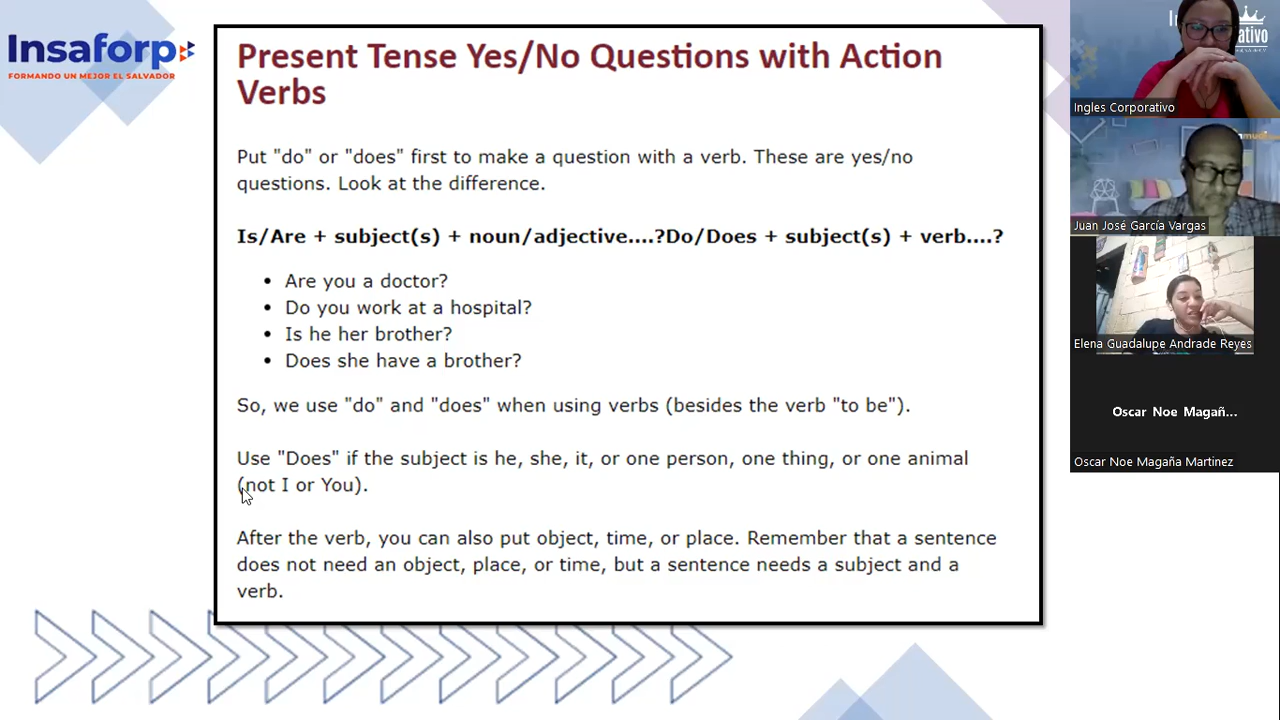 Insaforp
FORMANDO UN MEJOR EL SALVADOR
Present Tense Yes/No Questions with Action
Verbs
Put "do" or "does" first to make a question with a verb. These are yes/no
questions. Look at the difference.
Is/Are + subject(s) + noun/adjective....?Do/Does + subject(s) + verb....?
• Are you a doctor?
• Do you work at a hospital?
• Is he her brother?
• Does she have a brother?
So, we use "do" and "does" when using verbs (besides the verb "to be").
Use "Does" if the subject is he, she, it, or one person, one thing, or one animal
(not I or You).
After the verb, you can also put object, time, or place. Remember that a sentence
does not need an object, place, or time, but a sentence needs a subject and a
verb.
Ingles Corporativo
Juan José García Vargas
Elena Guadalupe Andrade Reyes
Oscar Noe Magañ...
Oscar Noe Magaña Martinez